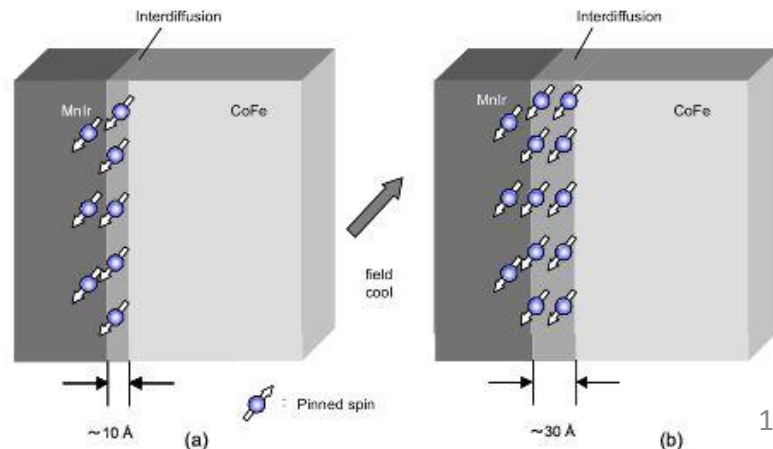 Interdiffusion
MnIr
CoFe
~10 Å
(a)
: Pinned spin
field
cool
Interdiffusion
MnIr
CoFe
~30 Å
(b)
1